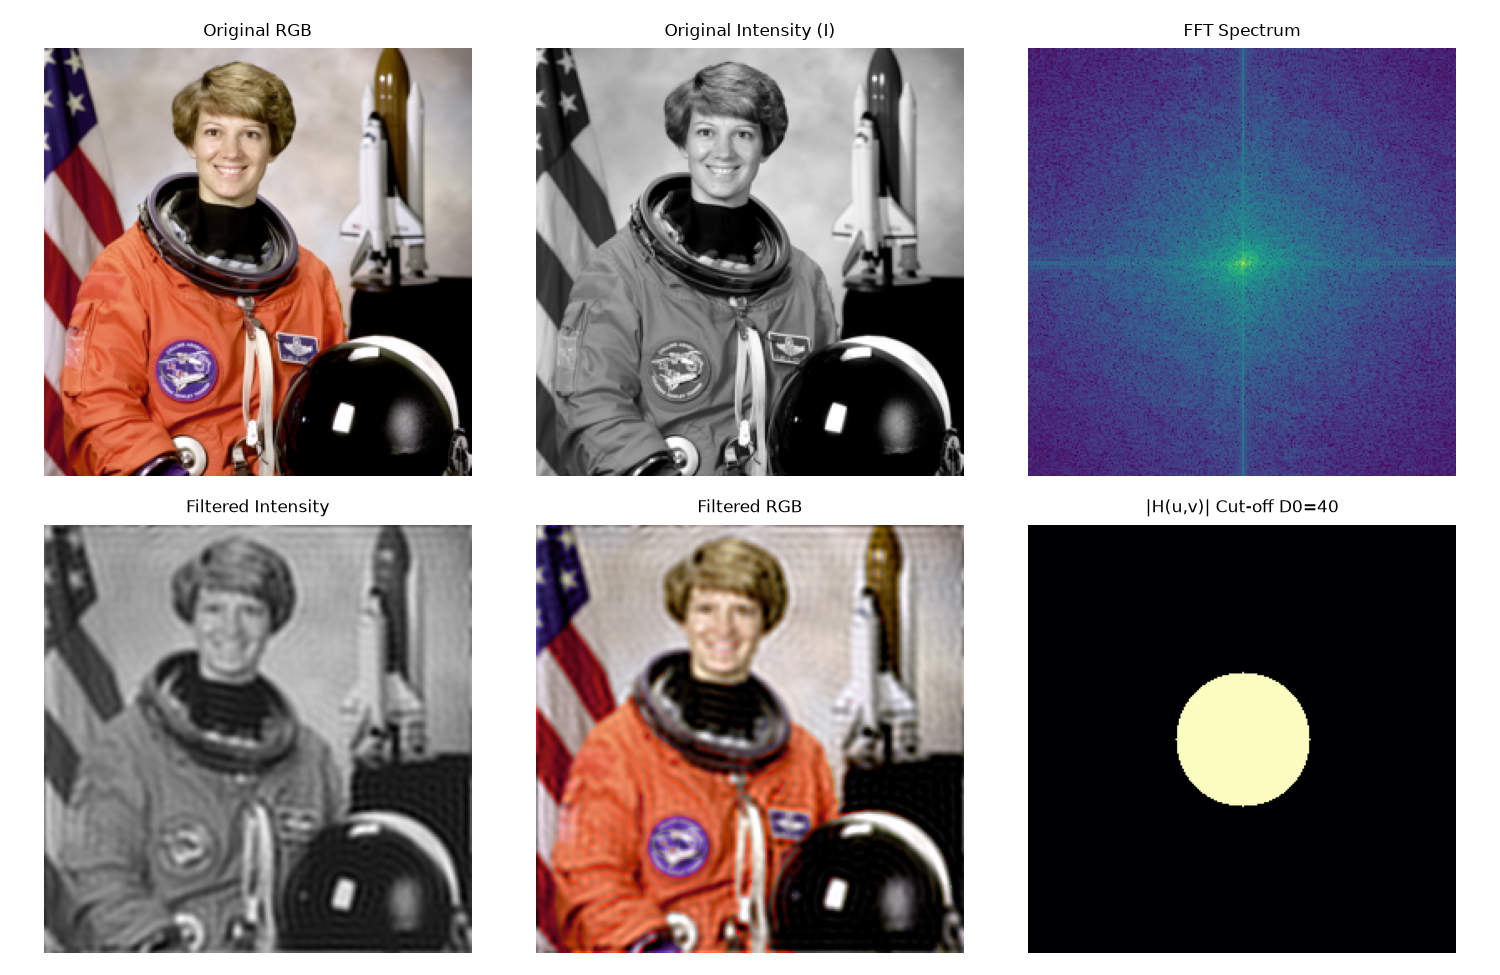 Original RGB
Original Intensity (I)
FFT Spectrum
Filtered Intensity
Filtered RGB
|H(u,v)| Cut-off D0=40